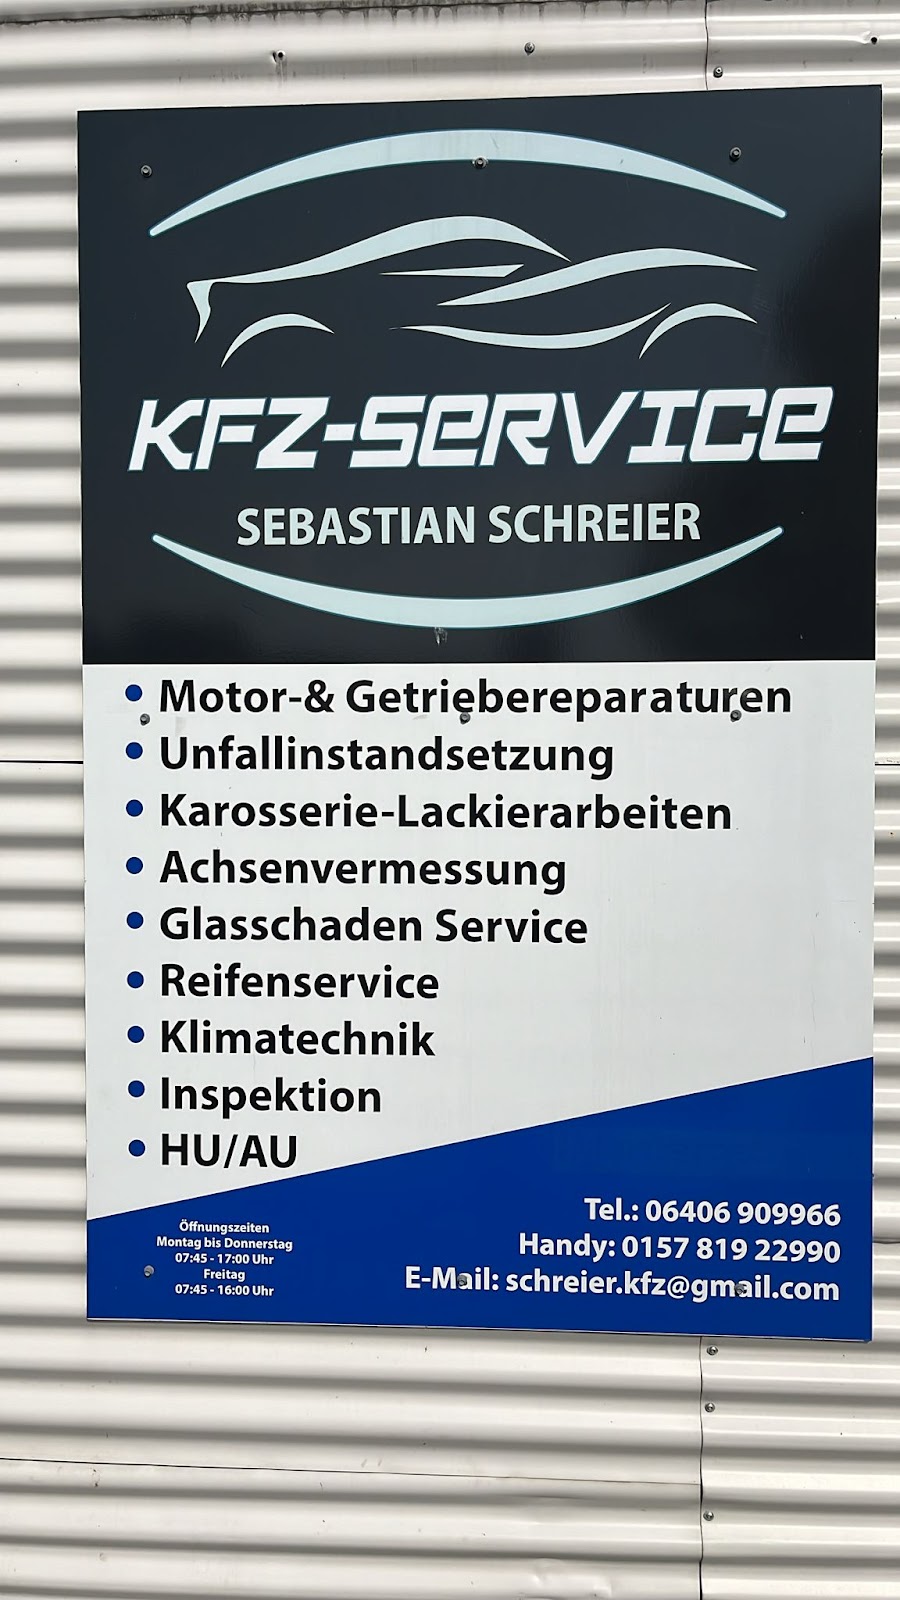 KFZ-SERVICE
SEBASTIAN SCHREIER
• Motor-& Getriebereparaturen
• Unfallinstandsetzung
• Karosserie-Lackierarbeiten
• Achsenvermessung
• Glasschaden Service
• Reifenservice
• Klimatechnik
• Inspektion
• HU/AU
Öffnungszeiten
Montag bis Donnerstag
07:45 - 17:00 Uhr
Freitag
07:45 - 16:00 Uhr
Tel.: 06406 909966
Handy: 0157 819 22990
E-Mail: schreier.kfz@gmail.com